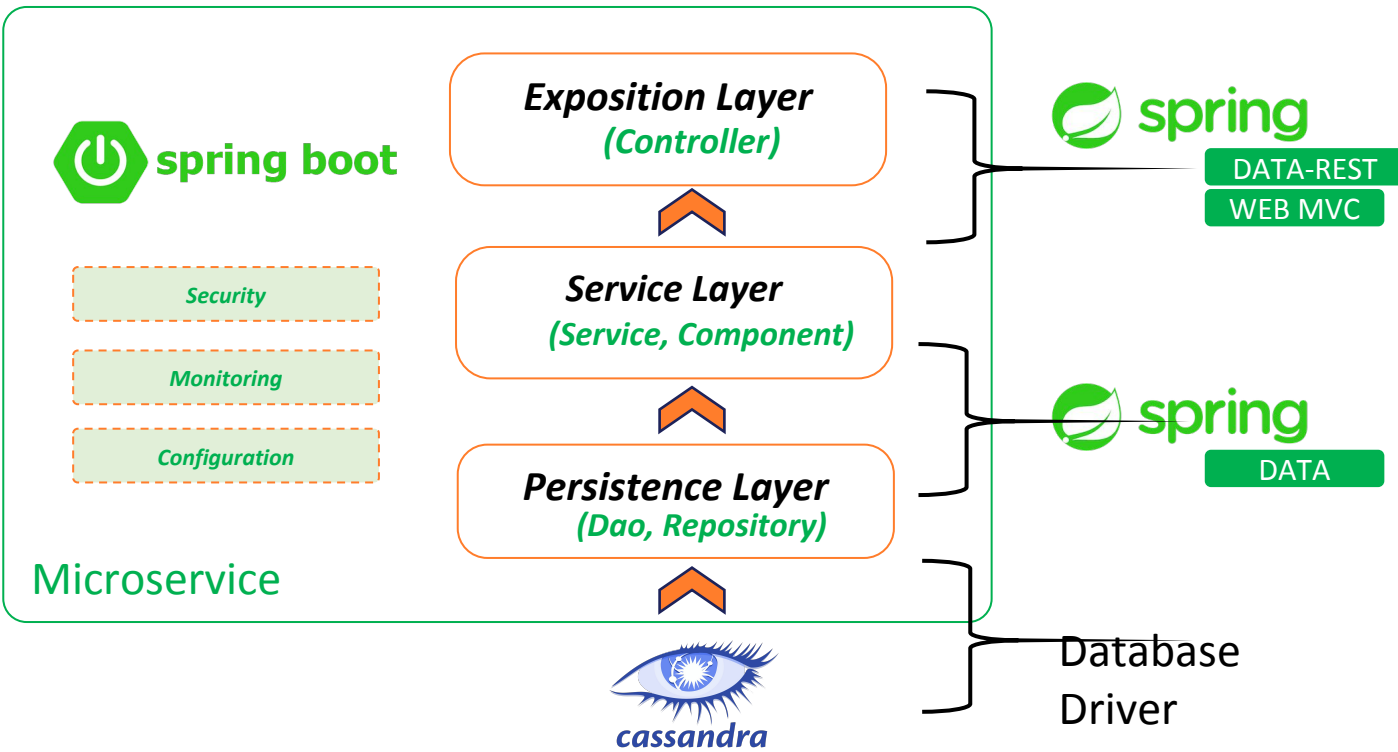 Exposition Layer
(Controller)
spring boot
spring
DATA-REST
WEB MVC
Security
Service Layer
(Service, Component)
Monitoring
Configuration
spring
DATA
Persistence Layer
(Dao, Repository)
Microservice
cassandra
Database
Driver